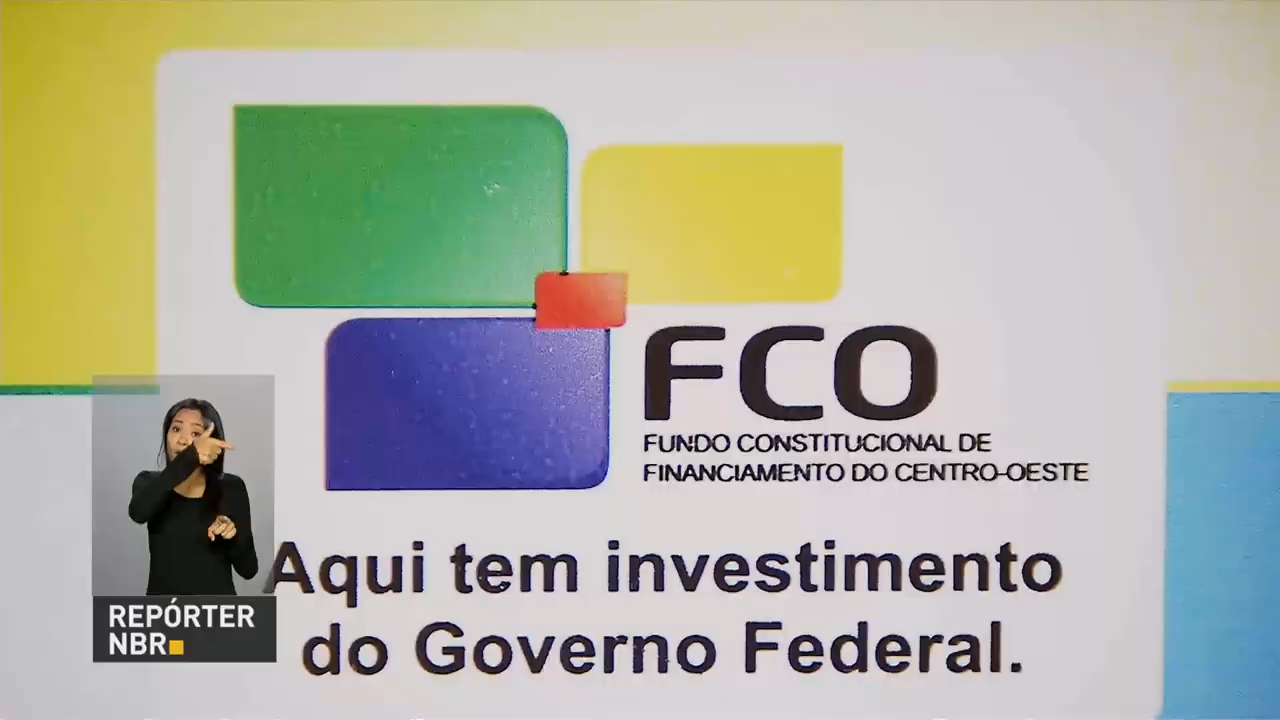 FCO
FUNDO CONSTITUCIONAL DE
FINANCIAMENTO DO CENTRO-OESTE
Aqui tem investimento
do Governo Federal.
REPÓRTER
NBR